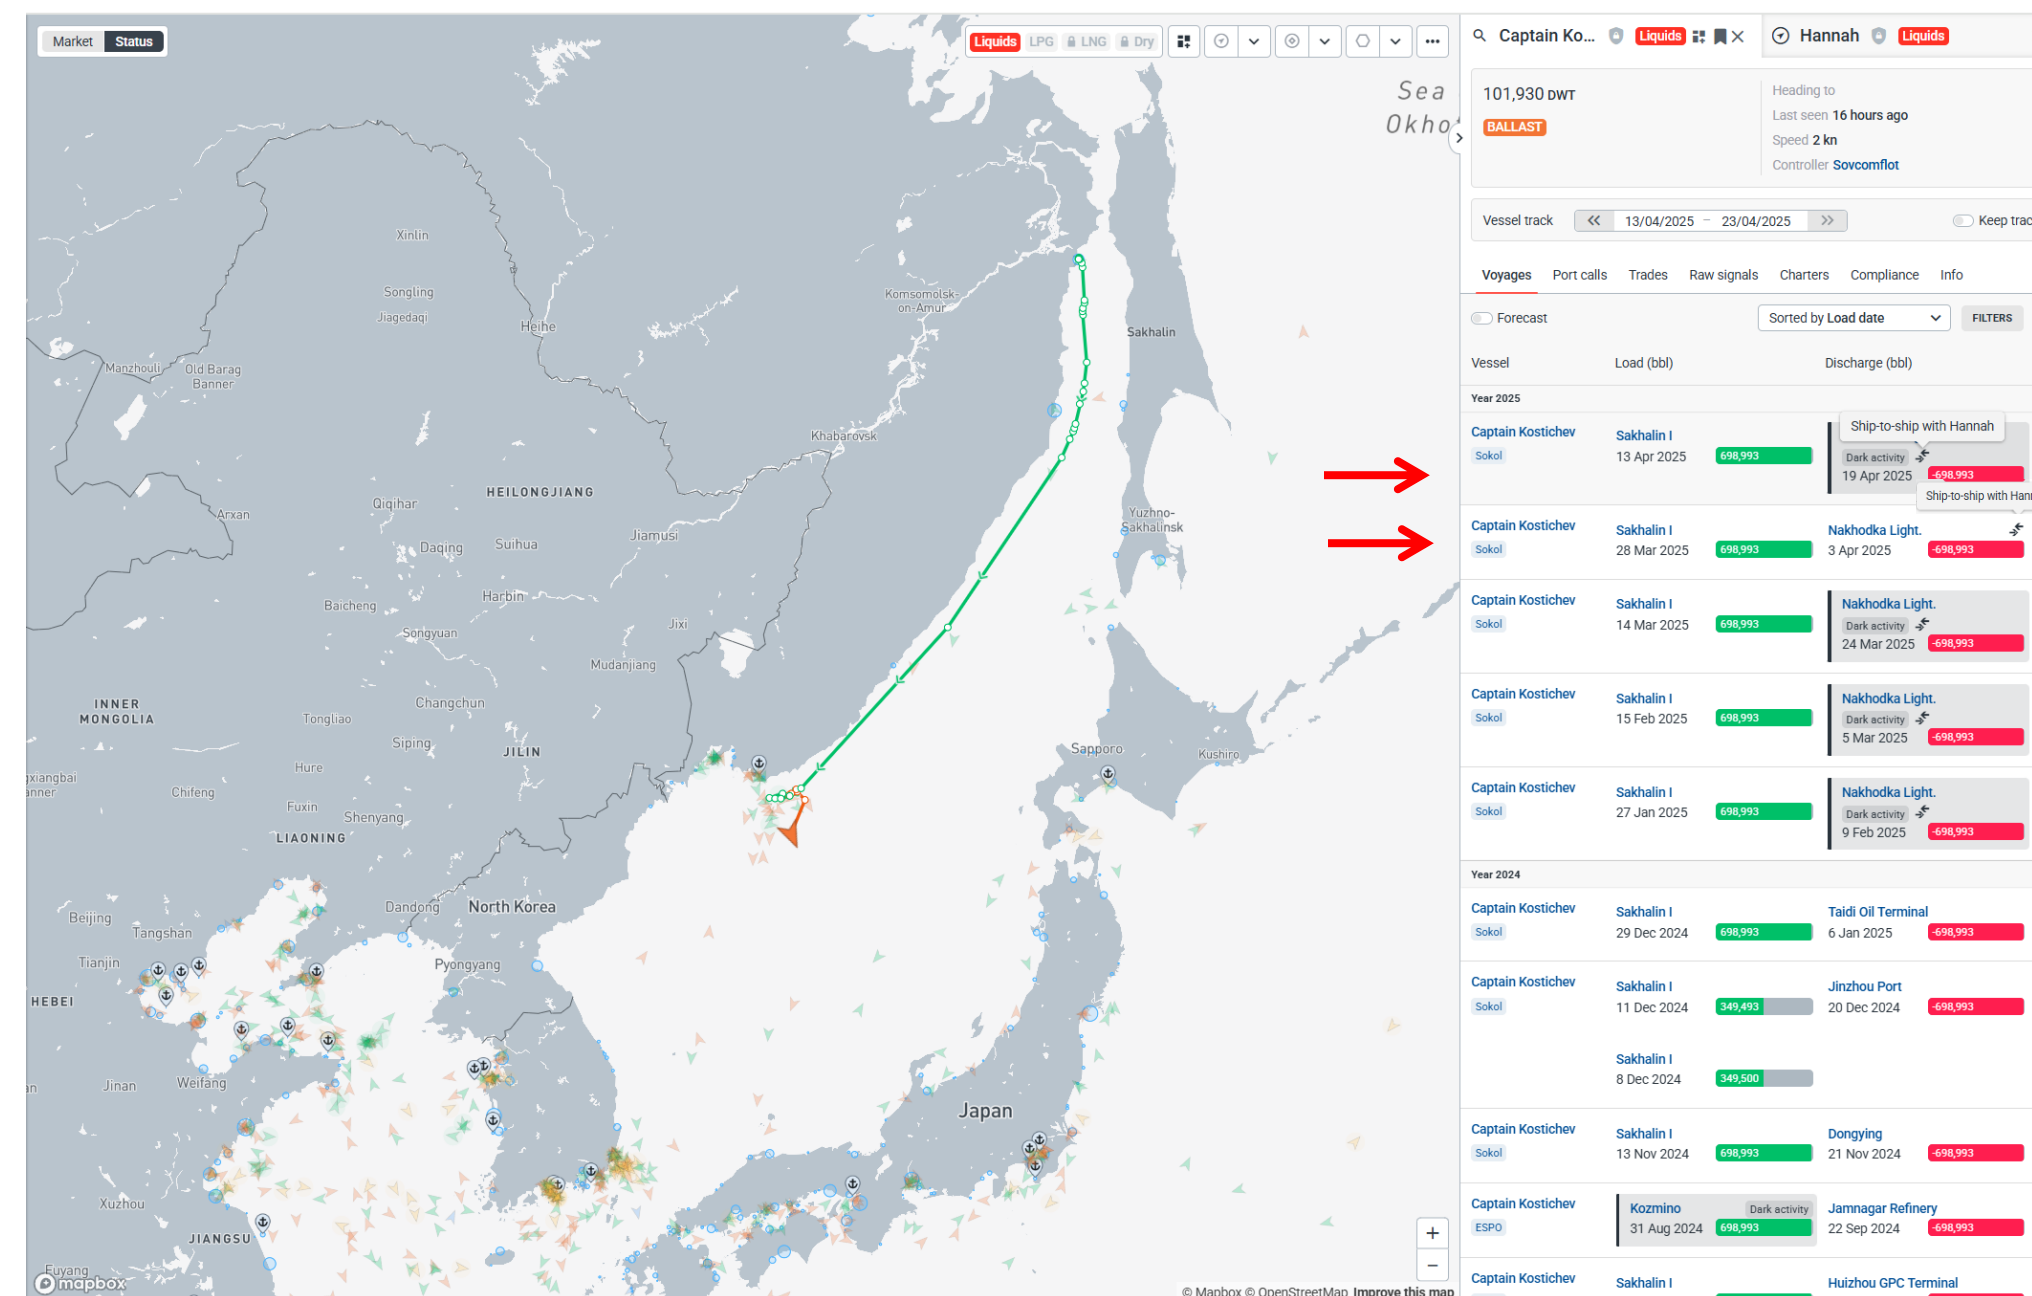 Market Status
Liquids LPG LNG Dry
Sea
Okho
Xinlin
Songling
Jiagedaqi
Heihe
Komsomolsk-
on-Amur
Sakhalin
Manzhouli
Old Barag
Banner
Khabarovsk
HEILONGJIANG
Qiqihar
Arxan
Jiamusi
Yuzhno-
Sakhalinsk
Daqing
Suihua
Baicheng
Harbin
Songyuan
Jixi
Mudanjiang
INNER
MONGOLIA
Changchun
Tongliao
Siping
JILIN
Sapporo
Kushiro
Hure
Chifeng
Fuxin
Shenyang
LIAONING
Dandong
North Korea
Beijing
Tangshan
Tianjin
Pyongyang
HEBEI
Jinan
Weifang
Japan
Xuzhou
JIANGSU
Fuyang
mapbox
© Mapbox © OpenStreetMap Improve this map
Captain Ko... Liquids
Hannah Liquids
101,930 DWT
BALLAST
Heading to
Last seen 16 hours ago
Speed 2 kn
Controller Sovcomflot
Vessel track 13/04/2025 – 23/04/2025 Keep trac
Voyages Port calls Trades Raw signals Charters Compliance Info
Forecast Sorted by Load date FILTERS
Vessel Load (bbl) Discharge (bbl)
Year 2025
Ship-to-ship with Hannah
Captain Kostichev Sakhalin I
Sokol 13 Apr 2025 698,993 Dark activity
19 Apr 2025 -698,993
Ship-to-ship with Han
Captain Kostichev Sakhalin I Nakhodka Light.
Sokol 28 Mar 2025 698,993 3 Apr 2025 -698,993
Captain Kostichev Sakhalin I Nakhodka Light.
Sokol 14 Mar 2025 698,993 Dark activity
24 Mar 2025 -698,993
Captain Kostichev Sakhalin I Nakhodka Light.
Sokol 15 Feb 2025 698,993 Dark activity
5 Mar 2025 -698,993
Captain Kostichev Sakhalin I Nakhodka Light.
Sokol 27 Jan 2025 698,993 Dark activity
9 Feb 2025 -698,993
Year 2024
Captain Kostichev Sakhalin I Taidi Oil Terminal
Sokol 29 Dec 2024 698,993 6 Jan 2025 -698,993
Captain Kostichev Sakhalin I Jinzhou Port
Sokol 11 Dec 2024 349,493 20 Dec 2024 -698,993
Sakhalin I
8 Dec 2024 349,500
Captain Kostichev Sakhalin I Dongying
Sokol 13 Nov 2024 698,993 21 Nov 2024 -698,993
Captain Kostichev Kozmino Dark activity Jamnagar Refinery
ESPO 31 Aug 2024 698,993 22 Sep 2024 -698,993
Captain Kostichev Sakhalin I Huizhou GPC Terminal